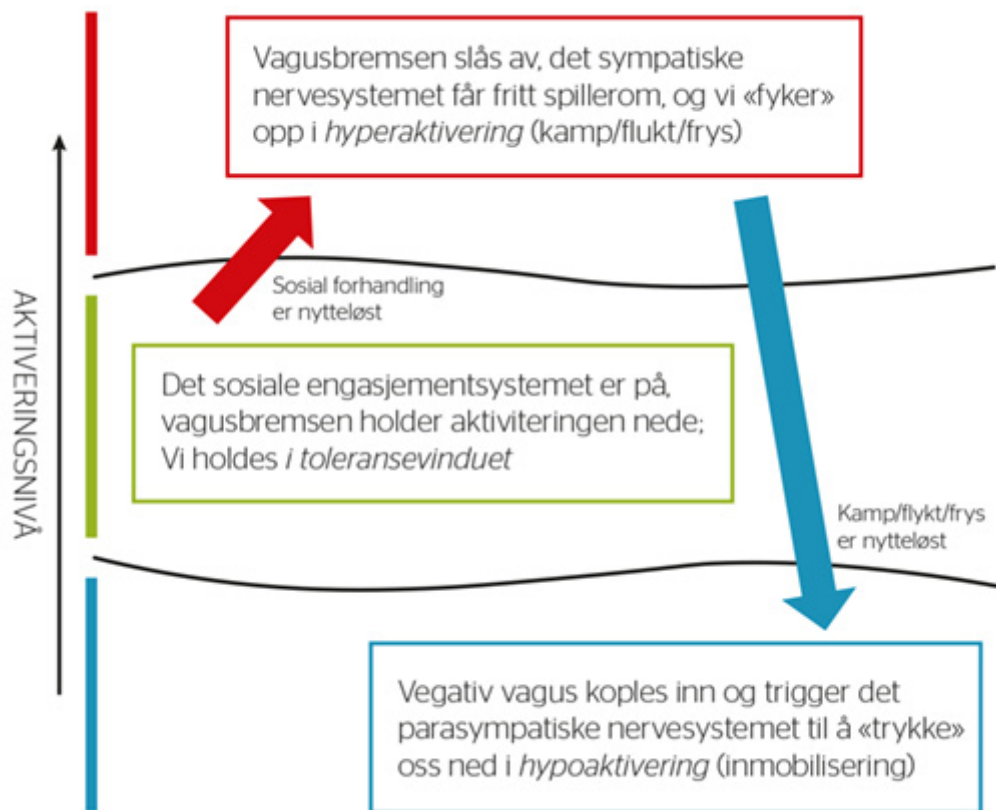 Vagusbremsen slås av, det sympatiske
nervesystemet får fritt spillerom, og vi «fyker»
opp i hyperaktivering (kamp/flukt/frys)
Sosial forhandling
er nytteløst
AKTIVERINGSNIVÅ
Det sosiale engasjementsystemet er på,
vagusbremsen holder aktiviteringen nede;
Vi holdes i toleransevinduet
Kamp/flykt/frys
er nytteløst
Vegativ vagus koples inn og trigger det
parasympatiske nervesystemet til å «trykke»
oss ned i hypoaktivering (inmobilisering)